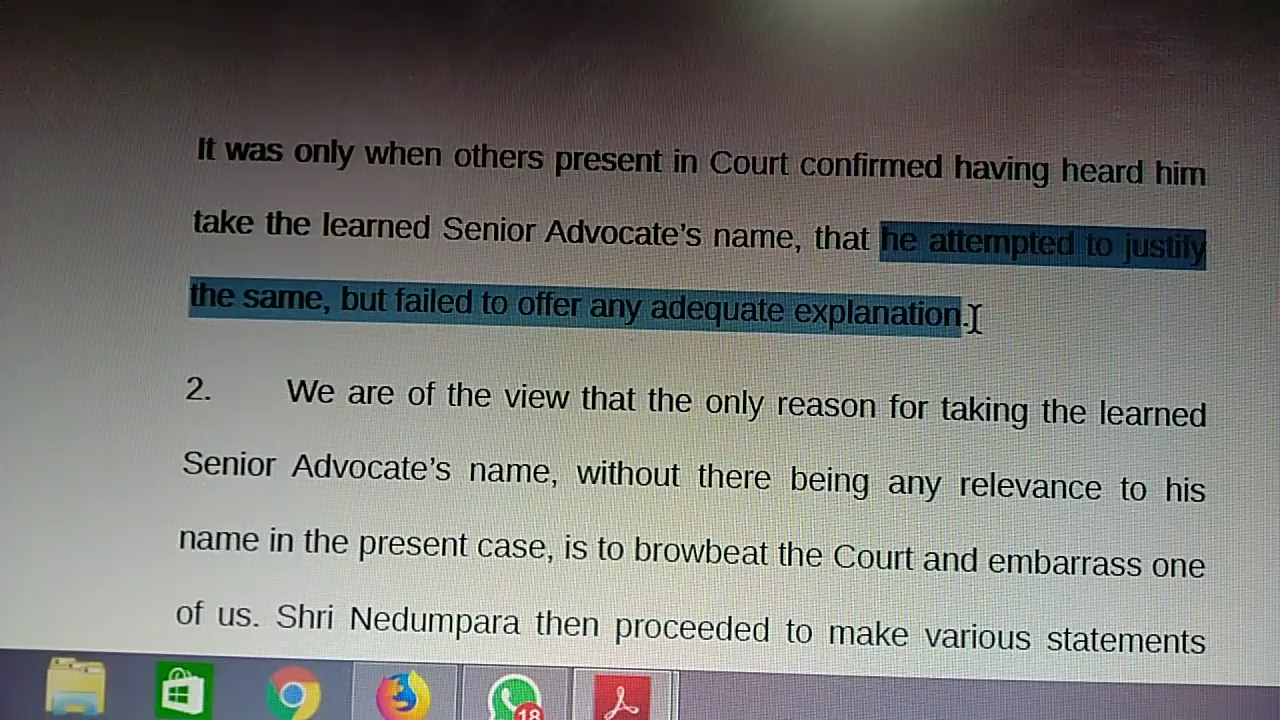 It was only when others present in Court confirmed having heard him
take the learned Senior Advocate's name, that he attempted to justify
the same, but failed to offer any adequate explanation.
2. We are of the view that the only reason for taking the learned
Senior Advocate's name, without there being any relevance to his
name in the present case, is to browbeat the Court and embarrass one
of us. Shri Nedumpara then proceeded to make various statements
18